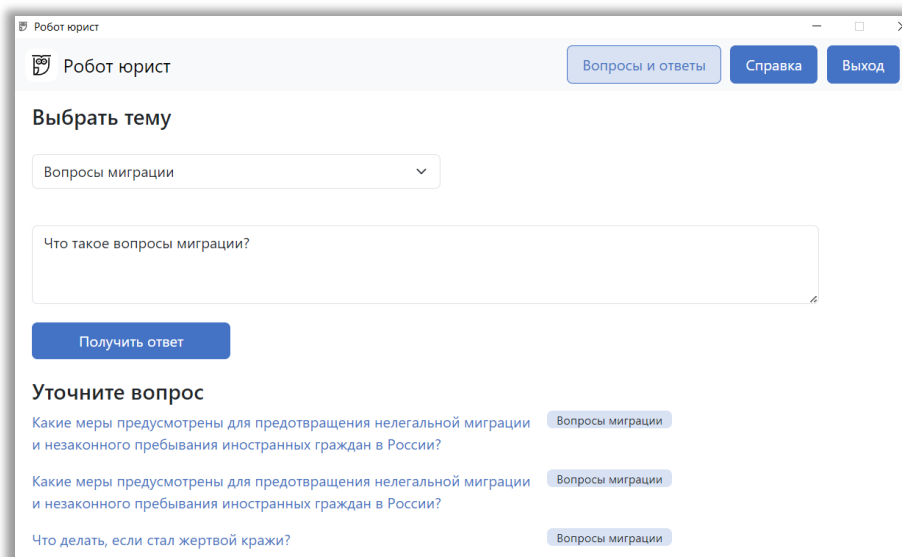 Робот юрист
Робот юрист
Вопросы и ответы
Справка
Выход
Выбрать тему
Вопросы миграции
Что такое вопросы миграции?
Получить ответ
Уточните вопрос
Какие меры предусмотрены для предотвращения нелегальной миграции
и незаконного пребывания иностранных граждан в России?
Вопросы миграции
Какие меры предусмотрены для предотвращения нелегальной миграции
и незаконного пребывания иностранных граждан в России?
Вопросы миграции
Что делать, если стал жертвой кражи?
Вопросы миграции